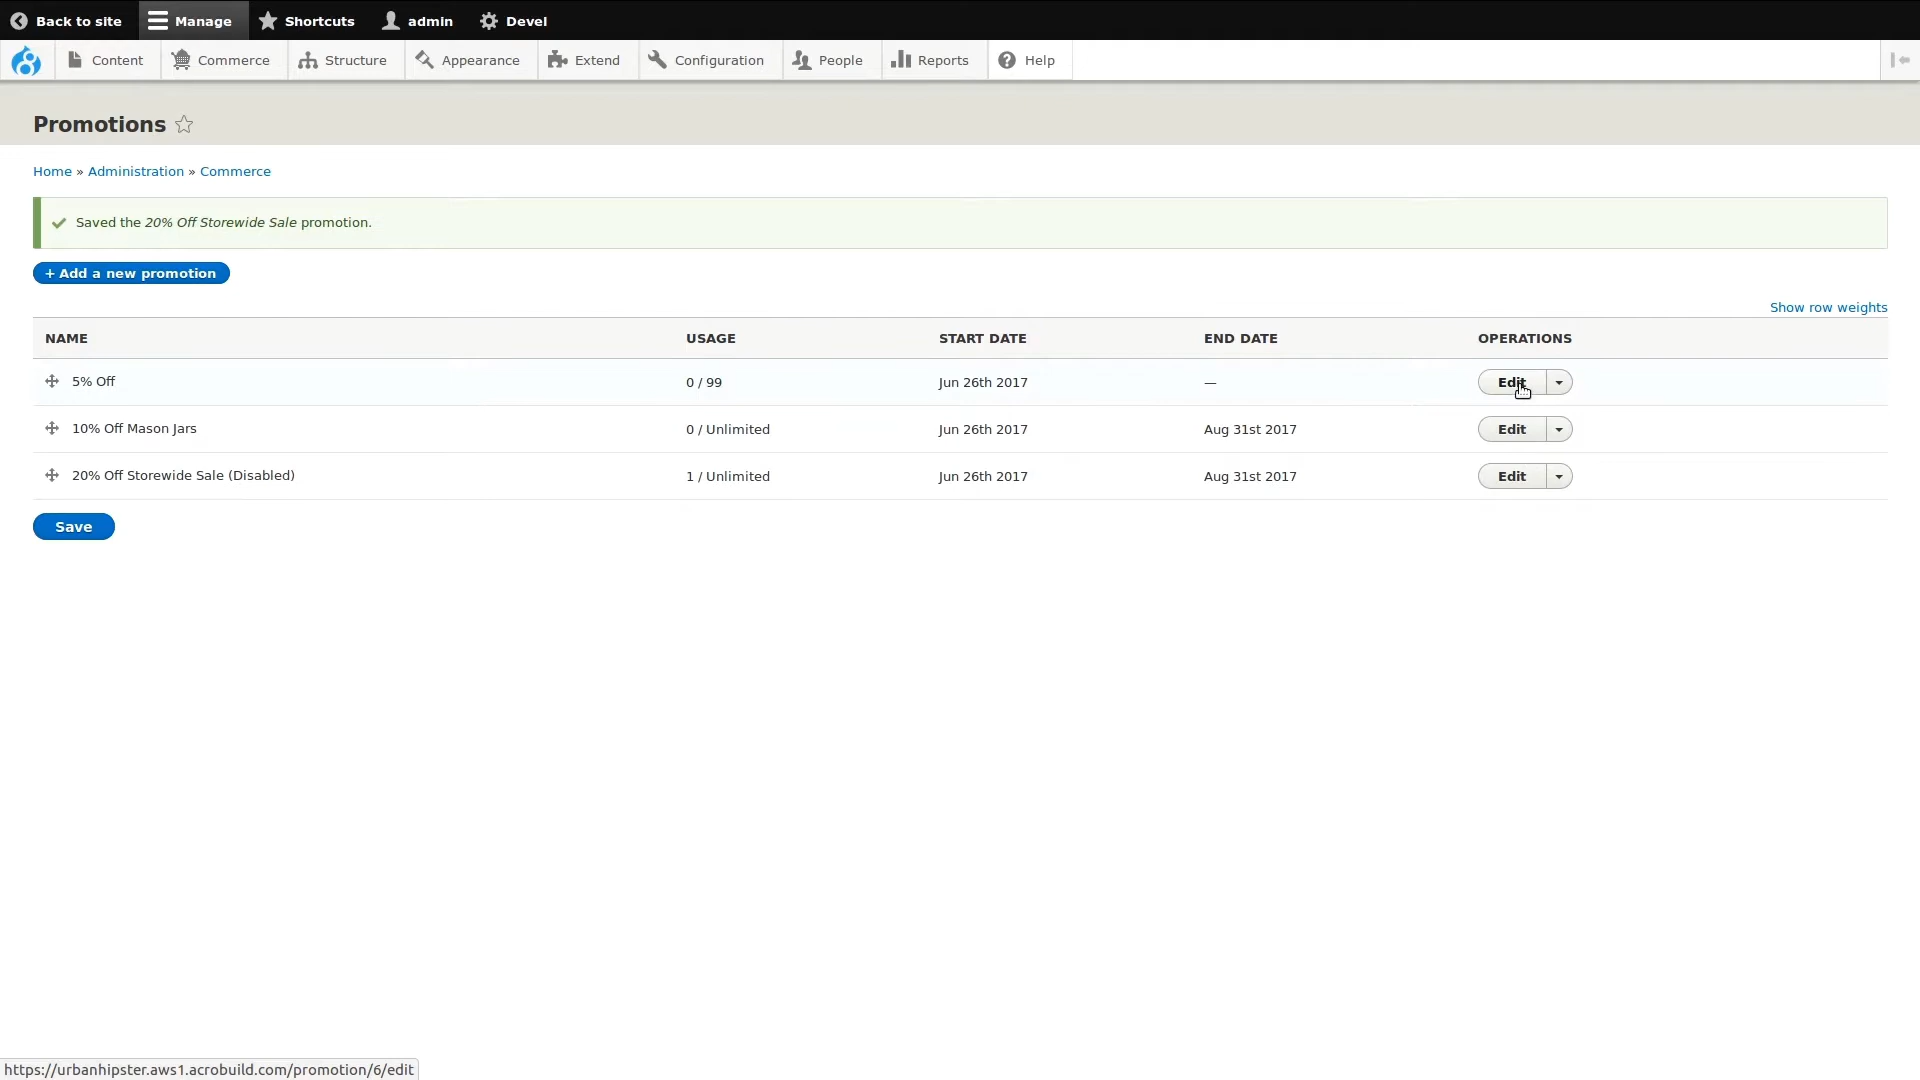 Back to site Manage Shortcuts admin Devel
Content Commerce Structure Appearance Extend Configuration People Reports Help
Promotions
Home » Administration » Commerce
Saved the 20% Off Storewide Sale promotion.
+ Add a new promotion
Show row weights
NAME USAGE START DATE END DATE OPERATIONS
5% Off 0 / 99 Jun 26th 2017 — Edit
10% Off Mason Jars 0 / Unlimited Jun 26th 2017 Aug 31st 2017 Edit
20% Off Storewide Sale (Disabled) 1 / Unlimited Jun 26th 2017 Aug 31st 2017 Edit
Save
https://urbanhipster.aws1.acrobuild.com/promotion/6/edit